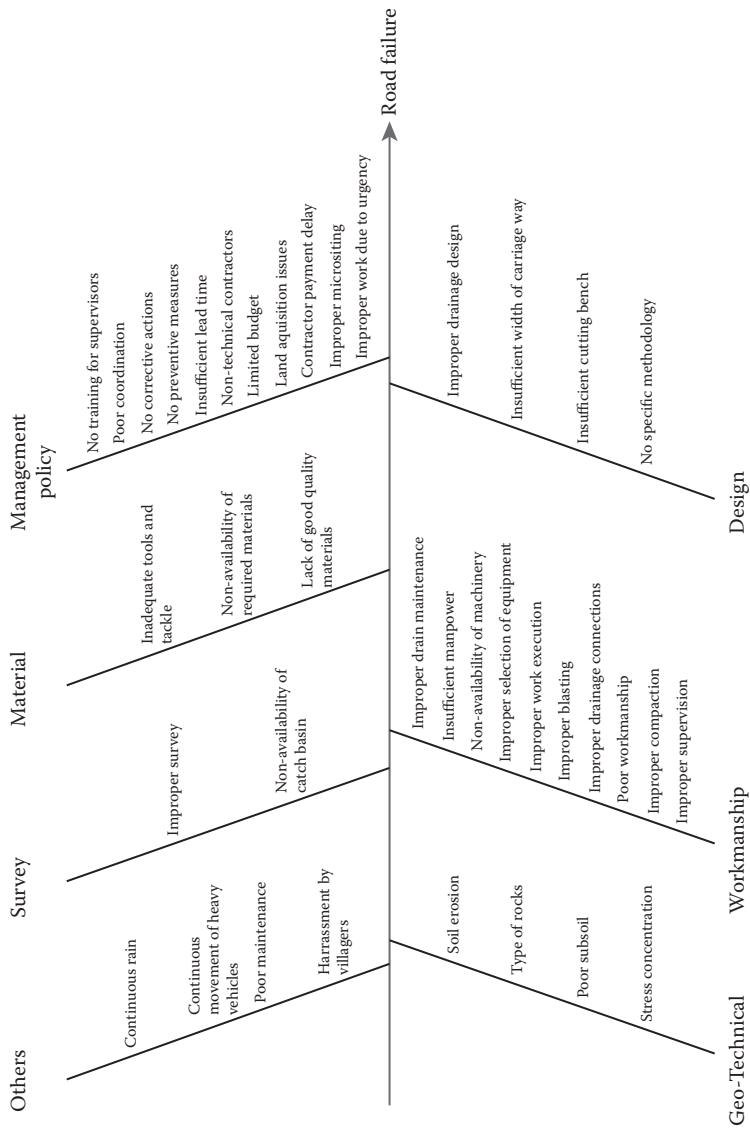 Others
Continuous rain
Continuous
movement of heavy
vehicles
Poor maintenance
Harrassment by
villagers
Survey
Improper survey
Non-availability of
catch basin
Material
Inadequate tools and
tackle
Non-availability of
required materials
Lack of good quality
materials
Management
policy
No training for supervisors
Poor coordination
No corrective actions
No preventive measures
Insufficient lead time
Non-technical contractors
Limited budget
Land aquisition issues
Contractor payment delay
Improper micrositing
Improper work due to urgency
Road failure
Geo-Technical
Soil erosion
Type of rocks
Poor subsoil
Stress concentration
Workmanship
Improper drain maintenance
Insufficient manpower
Non-availability of machinery
Improper selection of equipment
Improper work execution
Improper blasting
Improper drainage connections
Poor workmanship
Improper compaction
Improper supervision
Design
Improper drainage design
Insufficient width of carriage way
Insufficient cutting bench
No specific methodology